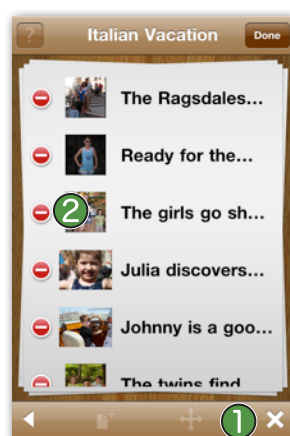 ?
Italian Vacation
Done
The Ragsdales...
Ready for the...
2
The girls go sh...
Julia discovers...
Johnny is a goo...
The twins find
1